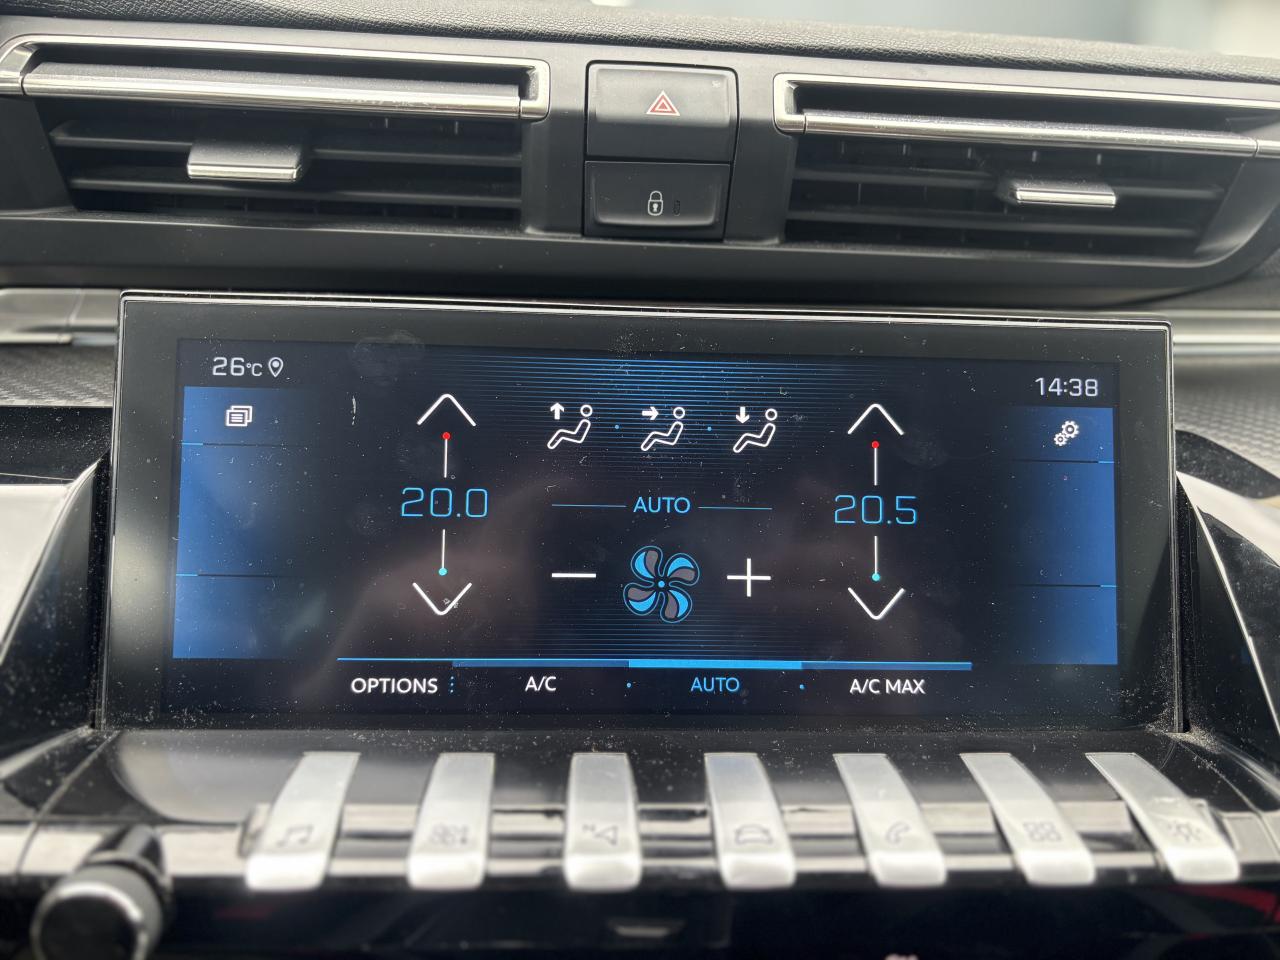 26°C
14:38
20.0
AUTO
20.5
OPTIONS
A/C
AUTO
A/C MAX
N